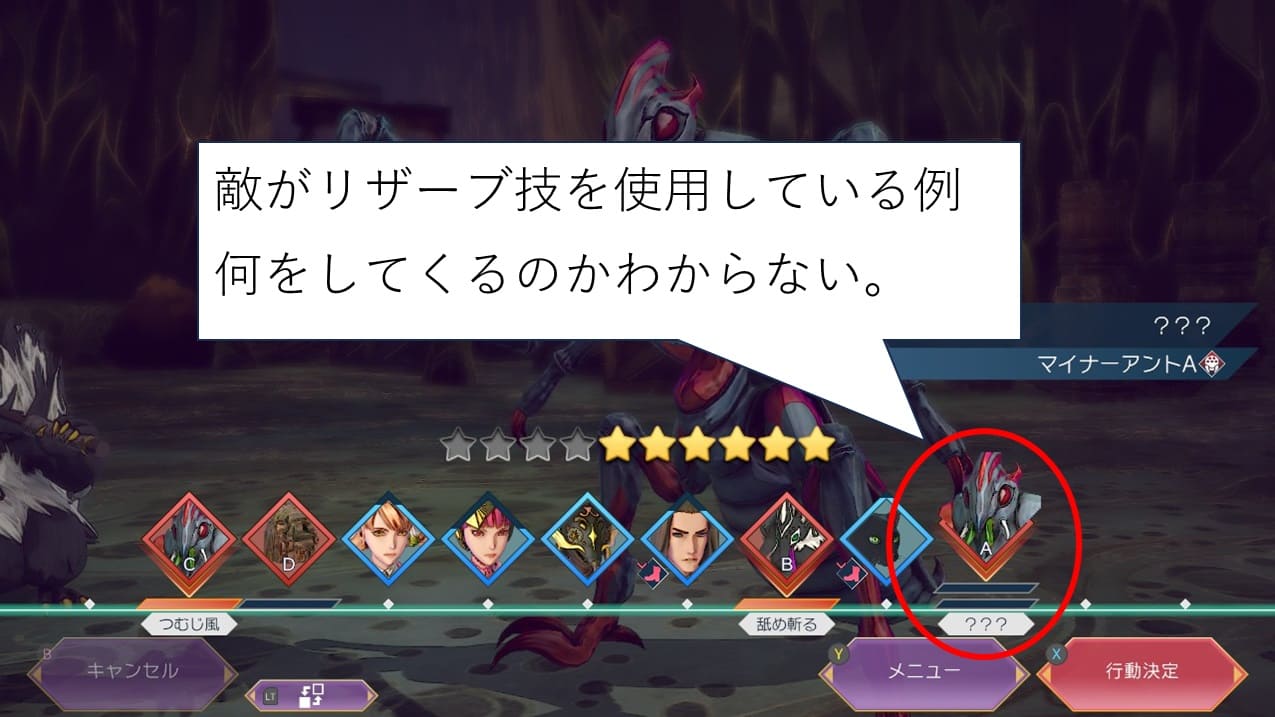 敵がリザーブ技を使用している例
何をしてくるのかわからない。
???
マイナーアントA
C
D
B
A
つむじ風
舐め斬る
???
B
キャンセル
LT
Y
メニュー
X
行動決定